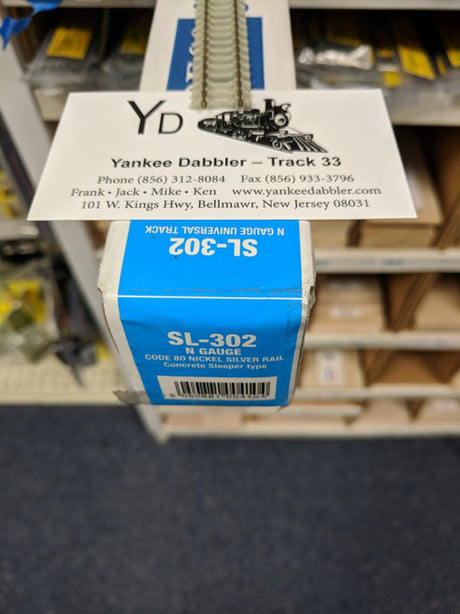 YD
Yankee Dabbler – Track 33
Phone (856) 312-8084 Fax (856) 933-3796
Frank • Jack • Mike • Ken www.yankeedabbler.com
101 W. Kings Hwy, Bellmawr, New Jersey 08031
N GAUGE UNIVERSAL TRACK
SL-302
SL-302
N GAUGE
CODE 80 NICKEL SILVER RAIL
Concrete Sleeper type